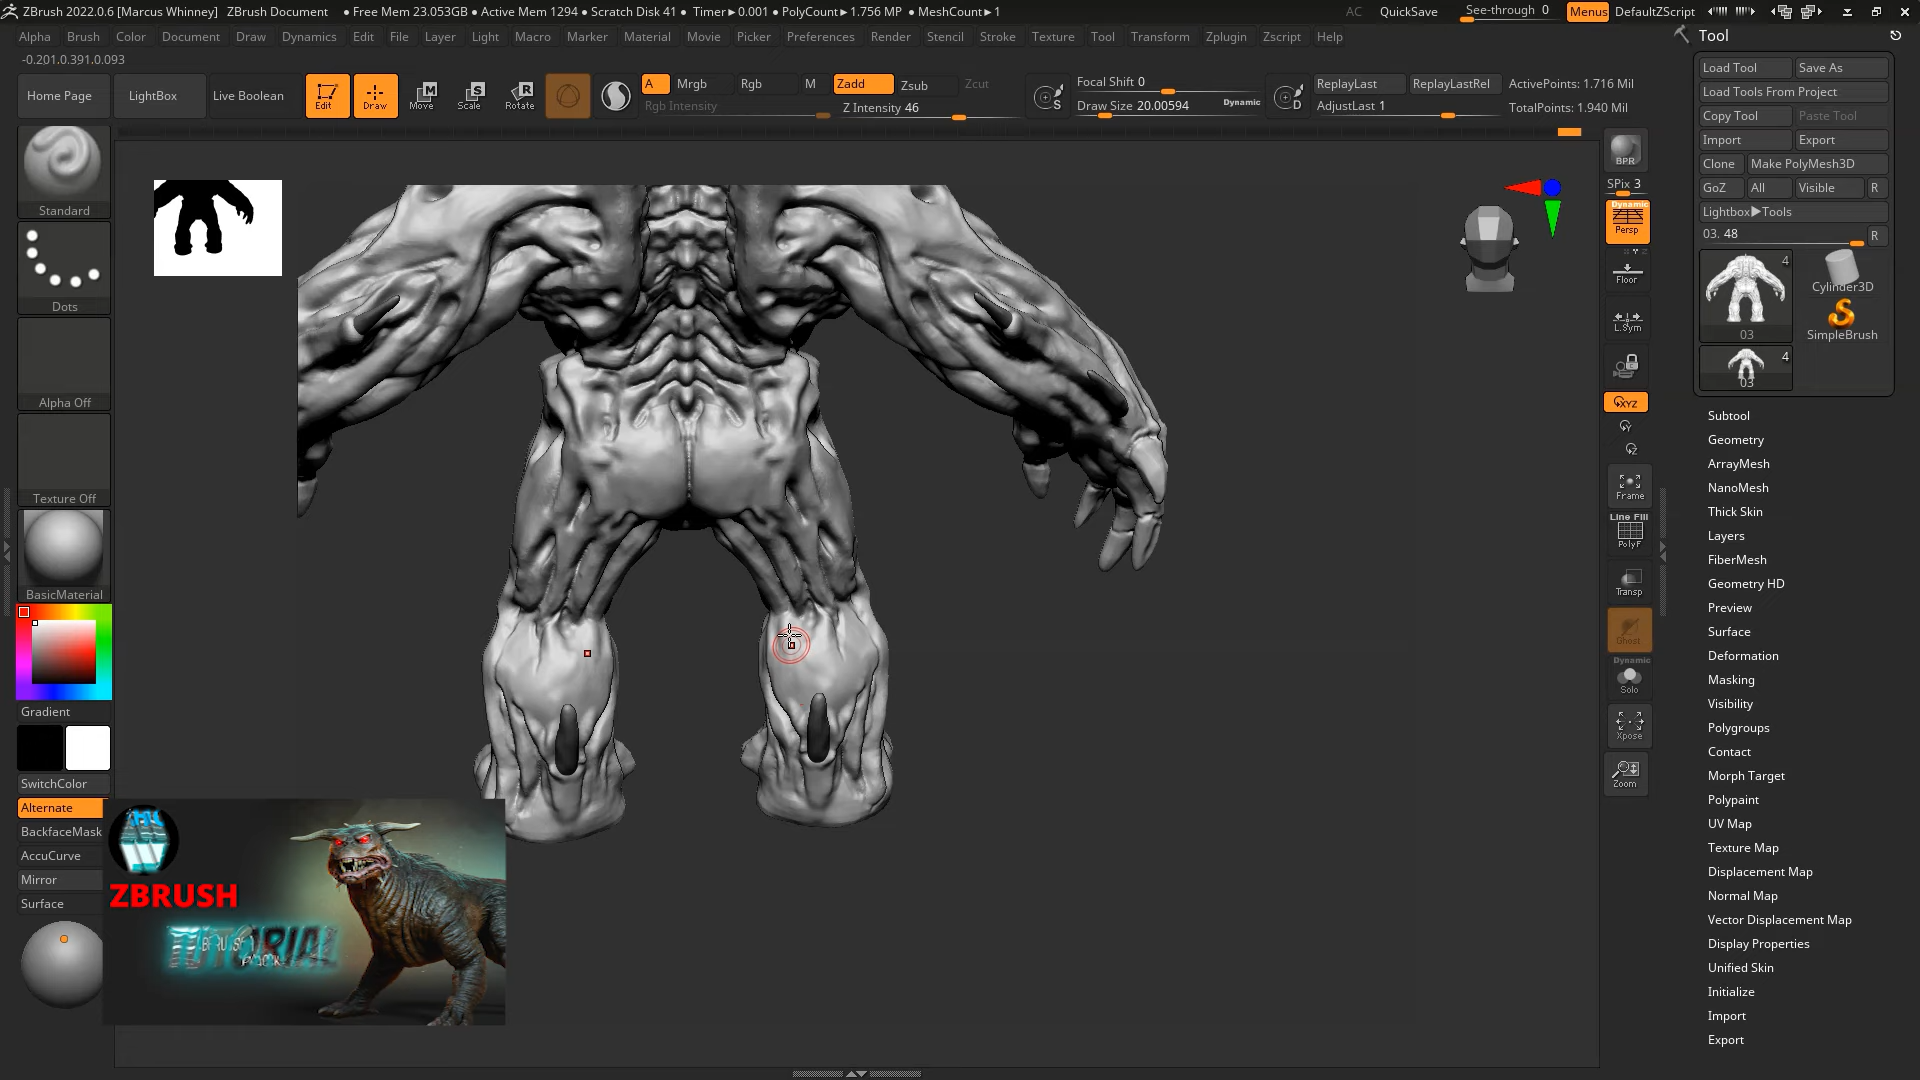 ZBrush 2022.0.6 [Marcus Whinney] ZBrush Document • Free Mem 23.053GB • Active Mem 1294 • Scratch Disk 41 • Timer▸0.001 • PolyCount▸1.756 MP • MeshCount▸1
AC QuickSave See-through 0 Menus DefaultZScript
Alpha Brush Color Document Draw Dynamics Edit File Layer Light Macro Marker Material Movie Picker Preferences Render Stencil Stroke Texture Tool Transform Zplugin Zscript Help
-0.201.0.391.0.093
Home Page LightBox Live Boolean Edit Draw Move Scale Rotate
A Mrgb Rgb M Zadd Zsub Zcut
Rgb Intensity Z Intensity 46
S Focal Shift 0
Draw Size 20.00594 Dynamic
D ReplayLast ReplayLastRel ActivePoints: 1.716 Mil
AdjustLast 1 TotalPoints: 1.940 Mil
Standard
Dots
Alpha Off
Texture Off
BasicMaterial
Gradient
SwitchColor
Alternate
BackfaceMask
AccuCurve
Mirror
Surface
ZBRUSH
TUTORIAL
BPR
SPix 3
Dynamic
Persp
Floor
L.Sym
XYZ
Y
Z
Frame
Line Fill
PolyF
Transp
Ghost
Dynamic
Solo
Xpose
Zoom
Tool
Load Tool Save As
Load Tools From Project
Copy Tool Paste Tool
Import Export
Clone Make PolyMesh3D
GoZ All Visible R
Lightbox▸Tools
03. 48 R
4
03
Cylinder3D
SimpleBrush
4
03
Subtool
Geometry
ArrayMesh
NanoMesh
Thick Skin
Layers
FiberMesh
Geometry HD
Preview
Surface
Deformation
Masking
Visibility
Polygroups
Contact
Morph Target
Polypaint
UV Map
Texture Map
Displacement Map
Normal Map
Vector Displacement Map
Display Properties
Unified Skin
Initialize
Import
Export